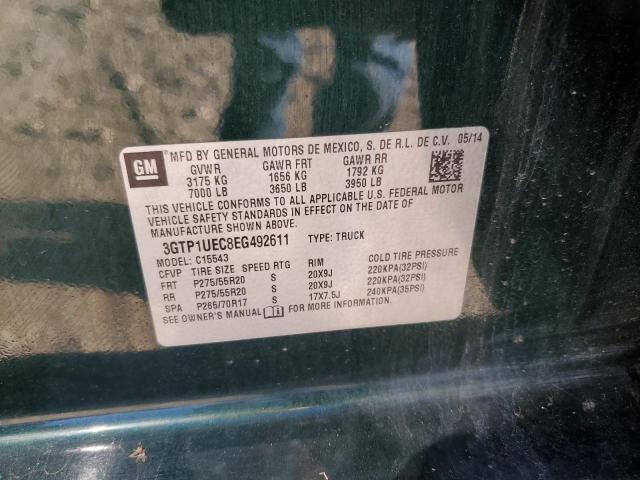 GM
MFD BY GENERAL MOTORS DE MEXICO, S. DE R.L. DE C.V. 05/14
GVWR GAWR FRT GAWR RR
3175 KG 1656 KG 1792 KG
7000 LB 3650 LB 3950 LB
THIS VEHICLE CONFORMS TO ALL APPLICABLE U.S. FEDERAL MOTOR
VEHICLE SAFETY STANDARDS IN EFFECT ON THE DATE OF
MANUFACTURE SHOWN ABOVE.
3GTP1UEC8EG492611 TYPE: TRUCK
MODEL: C15543
CFVP TIRE SIZE SPEED RTG RIM COLD TIRE PRESSURE
FRT P275/55R20 S 20X9J 220KPA(32PSI)
RR P275/55R20 S 20X9J 220KPA(32PSI)
SPA P265/70R17 S 17X7.5J 240KPA(35PSI)
SEE OWNER'S MANUAL FOR MORE INFORMATION.